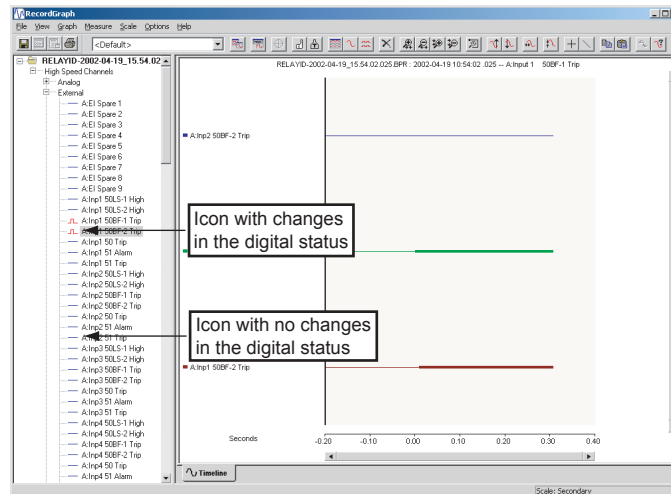 RecordGraph
File View Graph Measure Scale Options Help
<Default>
RELAYID-2002-04-19_15.54.02
High Speed Channels
Analog
External
A:EI Spare 1
A:EI Spare 2
A:EI Spare 3
A:EI Spare 4
A:EI Spare 5
A:EI Spare 6
A:EI Spare 7
A:EI Spare 8
A:EI Spare 9
A:Inp1 50LS-1 High
A:Inp1 50LS-2 High
A:Inp1 50BF-1 Trip
A:Inp1 50BF-2 Trip
A:Inp1 50 Trip
A:Inp1 51 Alarm
A:Inp1 51 Trip
A:Inp2 50LS-1 High
A:Inp2 50LS-2 High
A:Inp2 50BF-1 Trip
A:Inp2 50BF-2 Trip
A:Inp2 50 Trip
A:Inp2 51 Alarm
A:Inp2 51 Trip
A:Inp3 50LS-1 High
A:Inp3 50LS-2 High
A:Inp3 50BF-1 Trip
A:Inp3 50BF-2 Trip
A:Inp3 50 Trip
A:Inp3 51 Alarm
A:Inp3 51 Trip
A:Inp4 50LS-1 High
A:Inp4 50LS-2 High
A:Inp4 50BF-1 Trip
A:Inp4 50BF-2 Trip
A:Inp4 50 Trip
A:Inp4 51 Alarm
RELAYID-2002-04-19_15.54.02.025.BPR : 2002-04-19 10:54:02 .025 -- A:Input 1 50BF-1 Trip
A:Inp2 50BF-2 Trip
Icon with changes
in the digital status
Icon with no changes
in the digital status
A:Inp1 50BF-2 Trip
Seconds
-0.20 -0.10 0.00 0.10 0.20 0.30 0.40
Timeline
Scale: Secondary